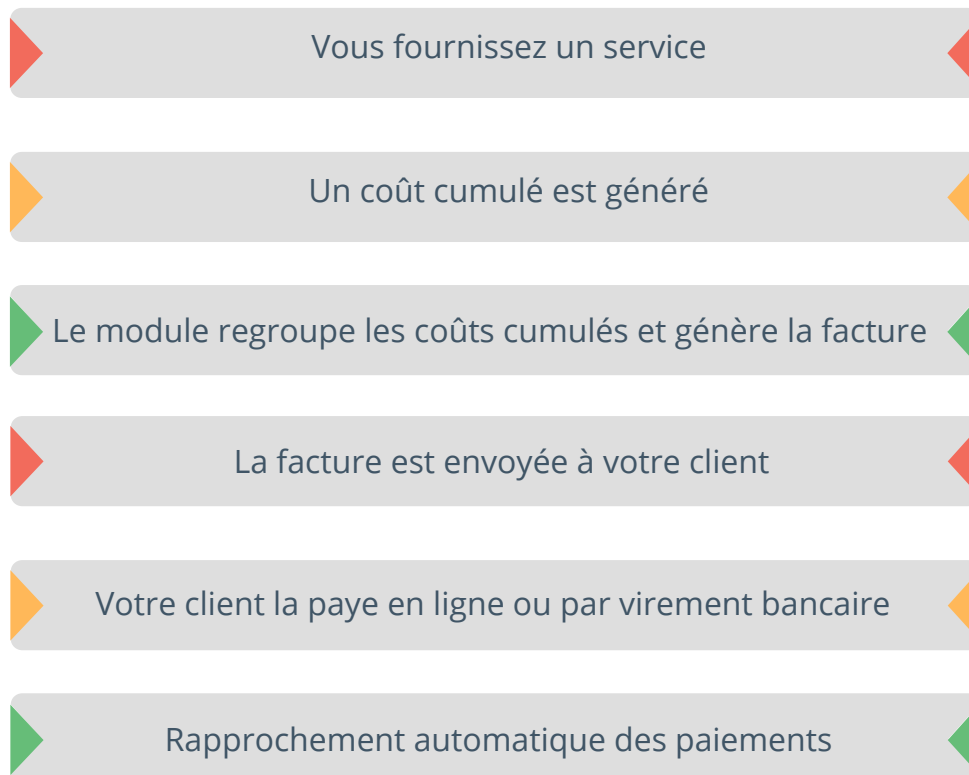 Vous fournissez un service
Un coût cumulé est généré
Le module regroupe les coûts cumulés et génère la facture
La facture est envoyée à votre client
Votre client la paye en ligne ou par virement bancaire
Rapprochement automatique des paiements